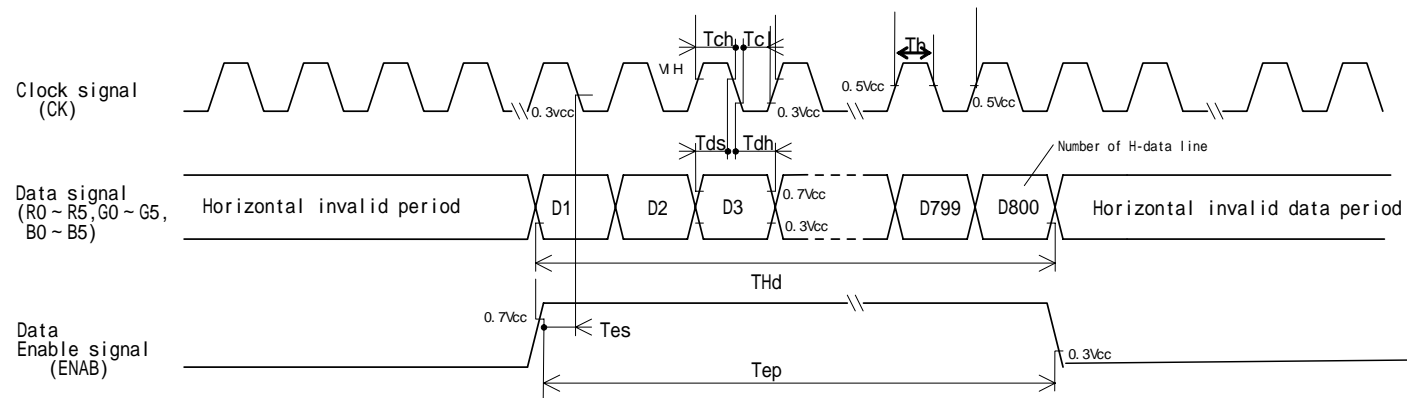 Tch
Tcl
Th
VIH
Clock signal
(CK)
0.3vcc
0.3Vcc
0.5Vcc
0.5Vcc
Tds
Tdh
Number of H-data line
Data signal
(R0~R5,G0~G5,
B0~B5)
Horizontal invalid period
D1
D2
D3
0.7Vcc
0.3Vcc
D799
D800
Horizontal invalid data period
THd
0.7Vcc
Tes
Data
Enable signal
(ENAB)
0.3Vcc
Tep